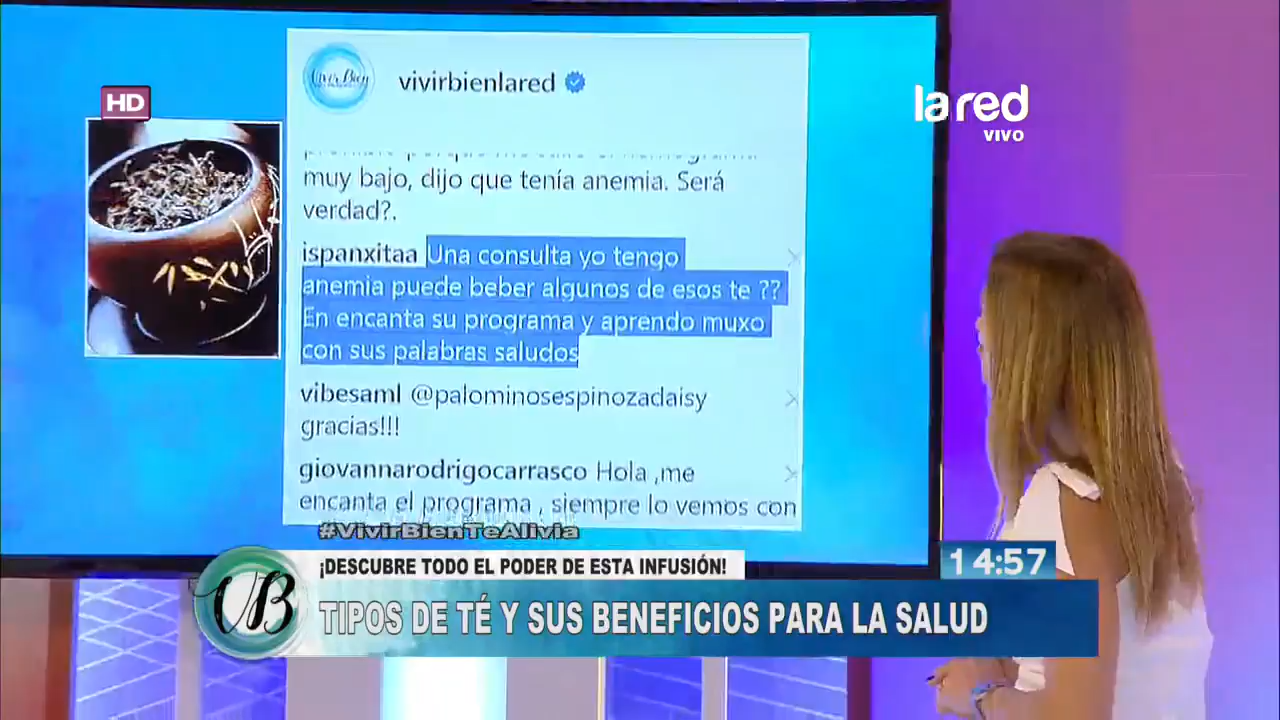 HD
Vivir Bien
vivirbienlared
la red
VIVO
muy bajo, dijo que tenía anemia. Será
verdad?.
ispanxitaa Una consulta yo tengo
anemia puede beber algunos de esos te ??
En encanta su programa y aprendo muxo
con sus palabras saludos
vibesaml @palominosespinozadaisy
gracias!!!
giovannarodrigocarrasco Hola ,me
encanta el programa , siempre lo vemos con
#VivirBienTeAlivia
¡DESCUBRE TODO EL PODER DE ESTA INFUSIÓN!
14:57
VB
TIPOS DE TÉ Y SUS BENEFICIOS PARA LA SALUD